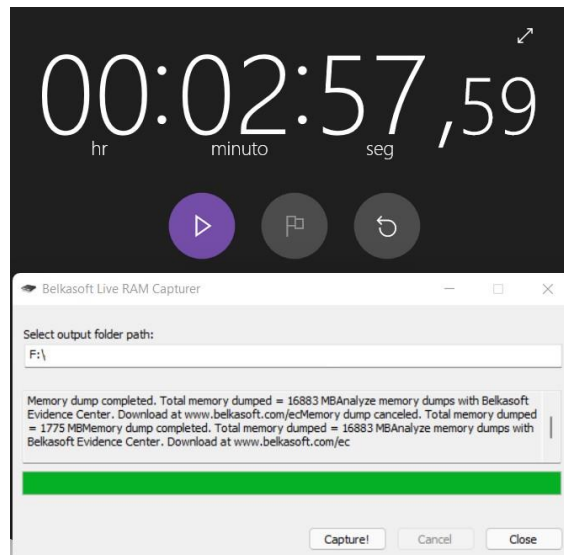 00:02:57,59
hr minuto seg
Belkasoft Live RAM Capturer
Select output folder path:
F:\
Memory dump completed. Total memory dumped = 16883 MBAnalyze memory dumps with Belkasoft
Evidence Center. Download at www.belkasoft.com/ecMemory dump canceled. Total memory dumped
= 1775 MBMemory dump completed. Total memory dumped = 16883 MBAnalyze memory dumps with
Belkasoft Evidence Center. Download at www.belkasoft.com/ec
Capture! Cancel Close